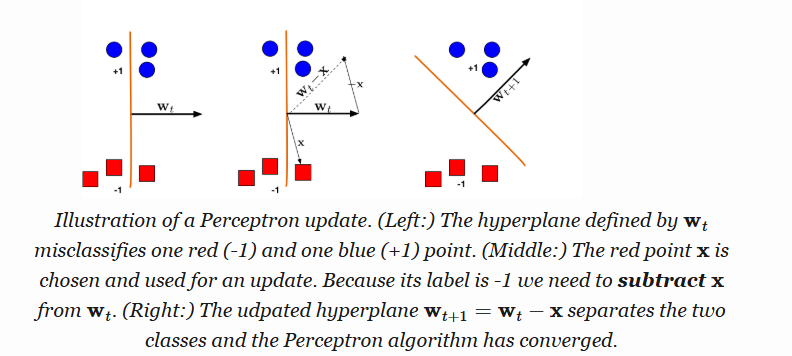 +1
w_t
-1
+1
w_t − x
−x
w_t
x
-1
+1
w_t+1
-1
Illustration of a Perceptron update. (Left:) The hyperplane defined by w_t
misclassifies one red (-1) and one blue (+1) point. (Middle:) The red point x is
chosen and used for an update. Because its label is -1 we need to subtract x
from w_t. (Right:) The udpated hyperplane w_t+1 = w_t − x separates the two
classes and the Perceptron algorithm has converged.